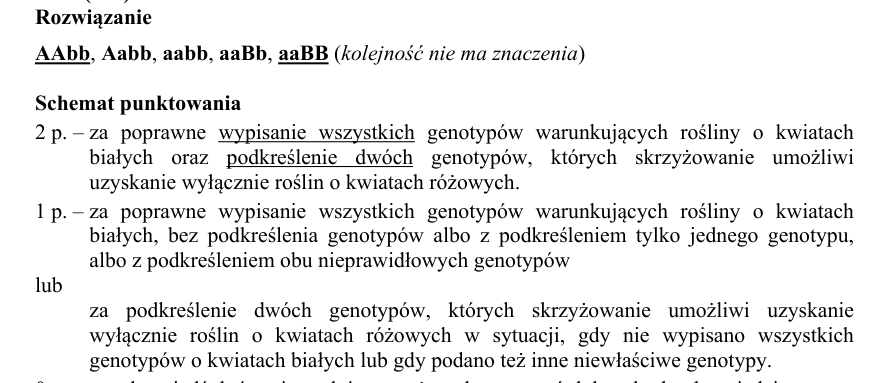 Rozwiązanie
AAbb, Aabb, aabb, aaBb, aaBB (kolejność nie ma znaczenia)
Schemat punktowania
2 p. – za poprawne wypisanie wszystkich genotypów warunkujących rośliny o kwiatach
białych oraz podkreślenie dwóch genotypów, których skrzyżowanie umożliwi
uzyskanie wyłącznie roślin o kwiatach różowych.
1 p. – za poprawne wypisanie wszystkich genotypów warunkujących rośliny o kwiatach
białych, bez podkreślenia genotypów albo z podkreśleniem tylko jednego genotypu,
albo z podkreśleniem obu nieprawidłowych genotypów
lub
za podkreślenie dwóch genotypów, których skrzyżowanie umożliwi uzyskanie
wyłącznie roślin o kwiatach różowych w sytuacji, gdy nie wypisano wszystkich
genotypów o kwiatach białych lub gdy podano też inne niewłaściwe genotypy.